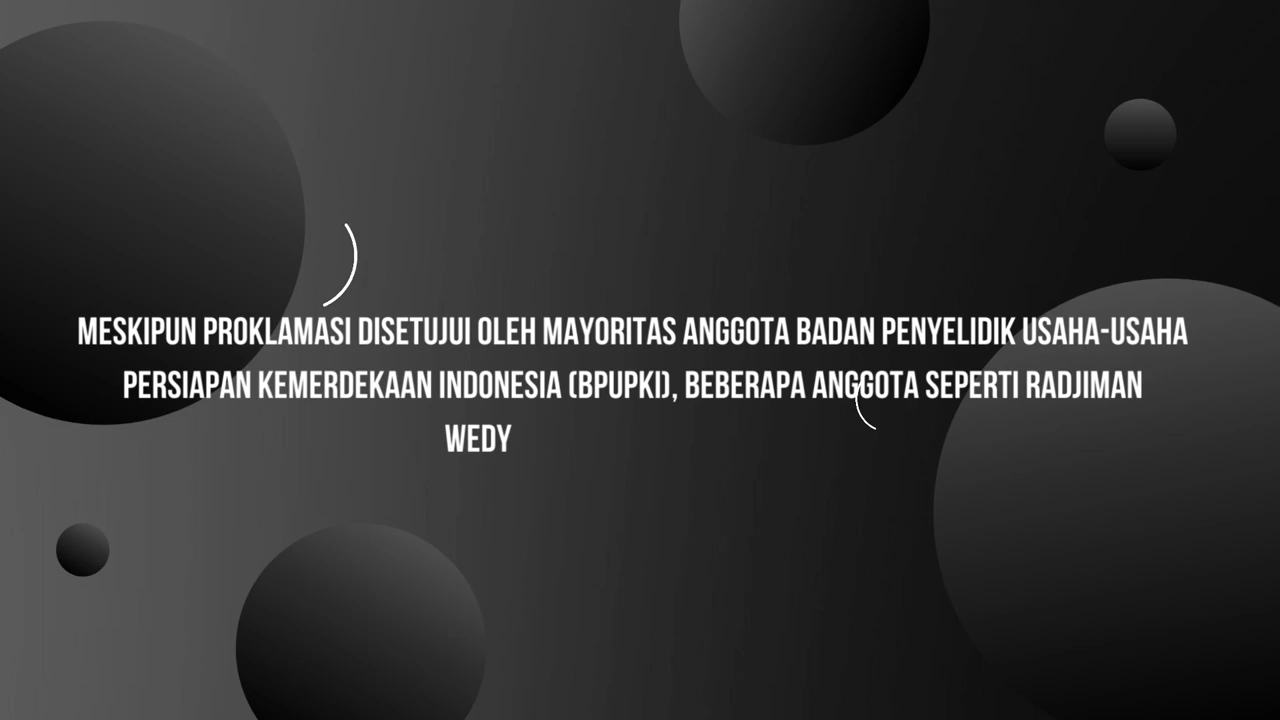 MESKIPUN PROKLAMASI DISETUJUI OLEH MAYORITAS ANGGOTA BADAN PENYELIDIK USAHA-USAHA
PERSIAPAN KEMERDEKAAN INDONESIA (BPUPKI), BEBERAPA ANGGOTA SEPERTI RADJIMAN
WEDY